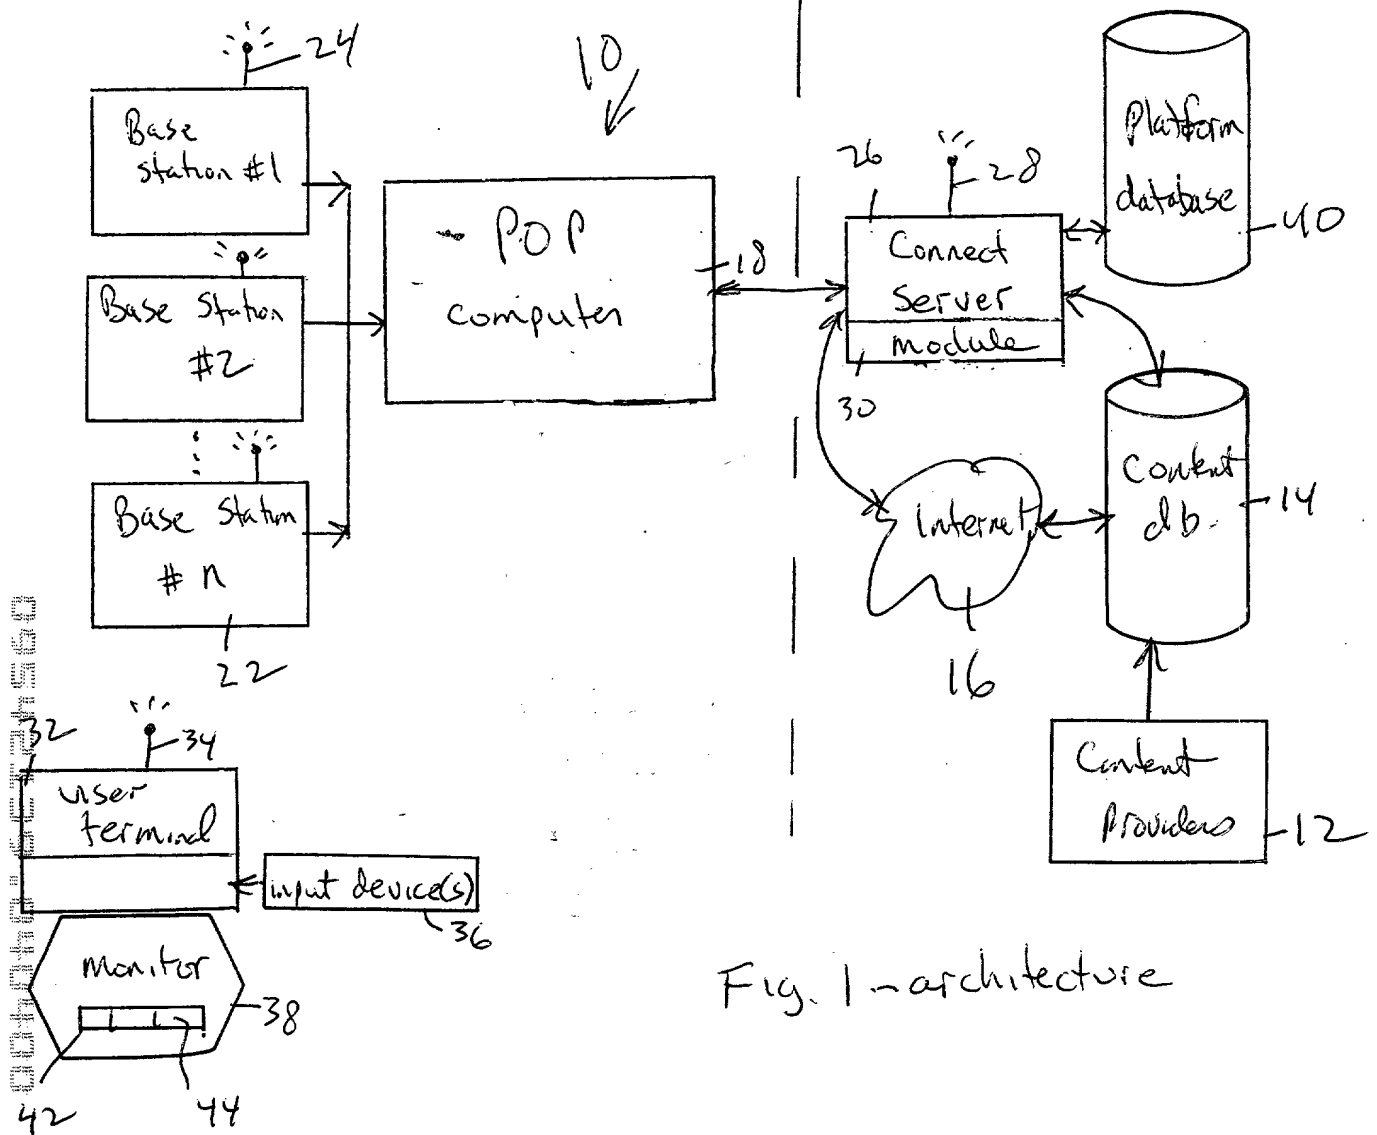 24
10
Base
station #1
Platform
database
40
26
28
Connect
Server
module
30
- POP
computer
18
Base Station
#2
Base Station
# n
22
Internet
16
Content
db.
14
Content
Providers
12
32
34
user
terminal
input device(s)
36
monitor
38
42
44
Fig. 1 - architecture